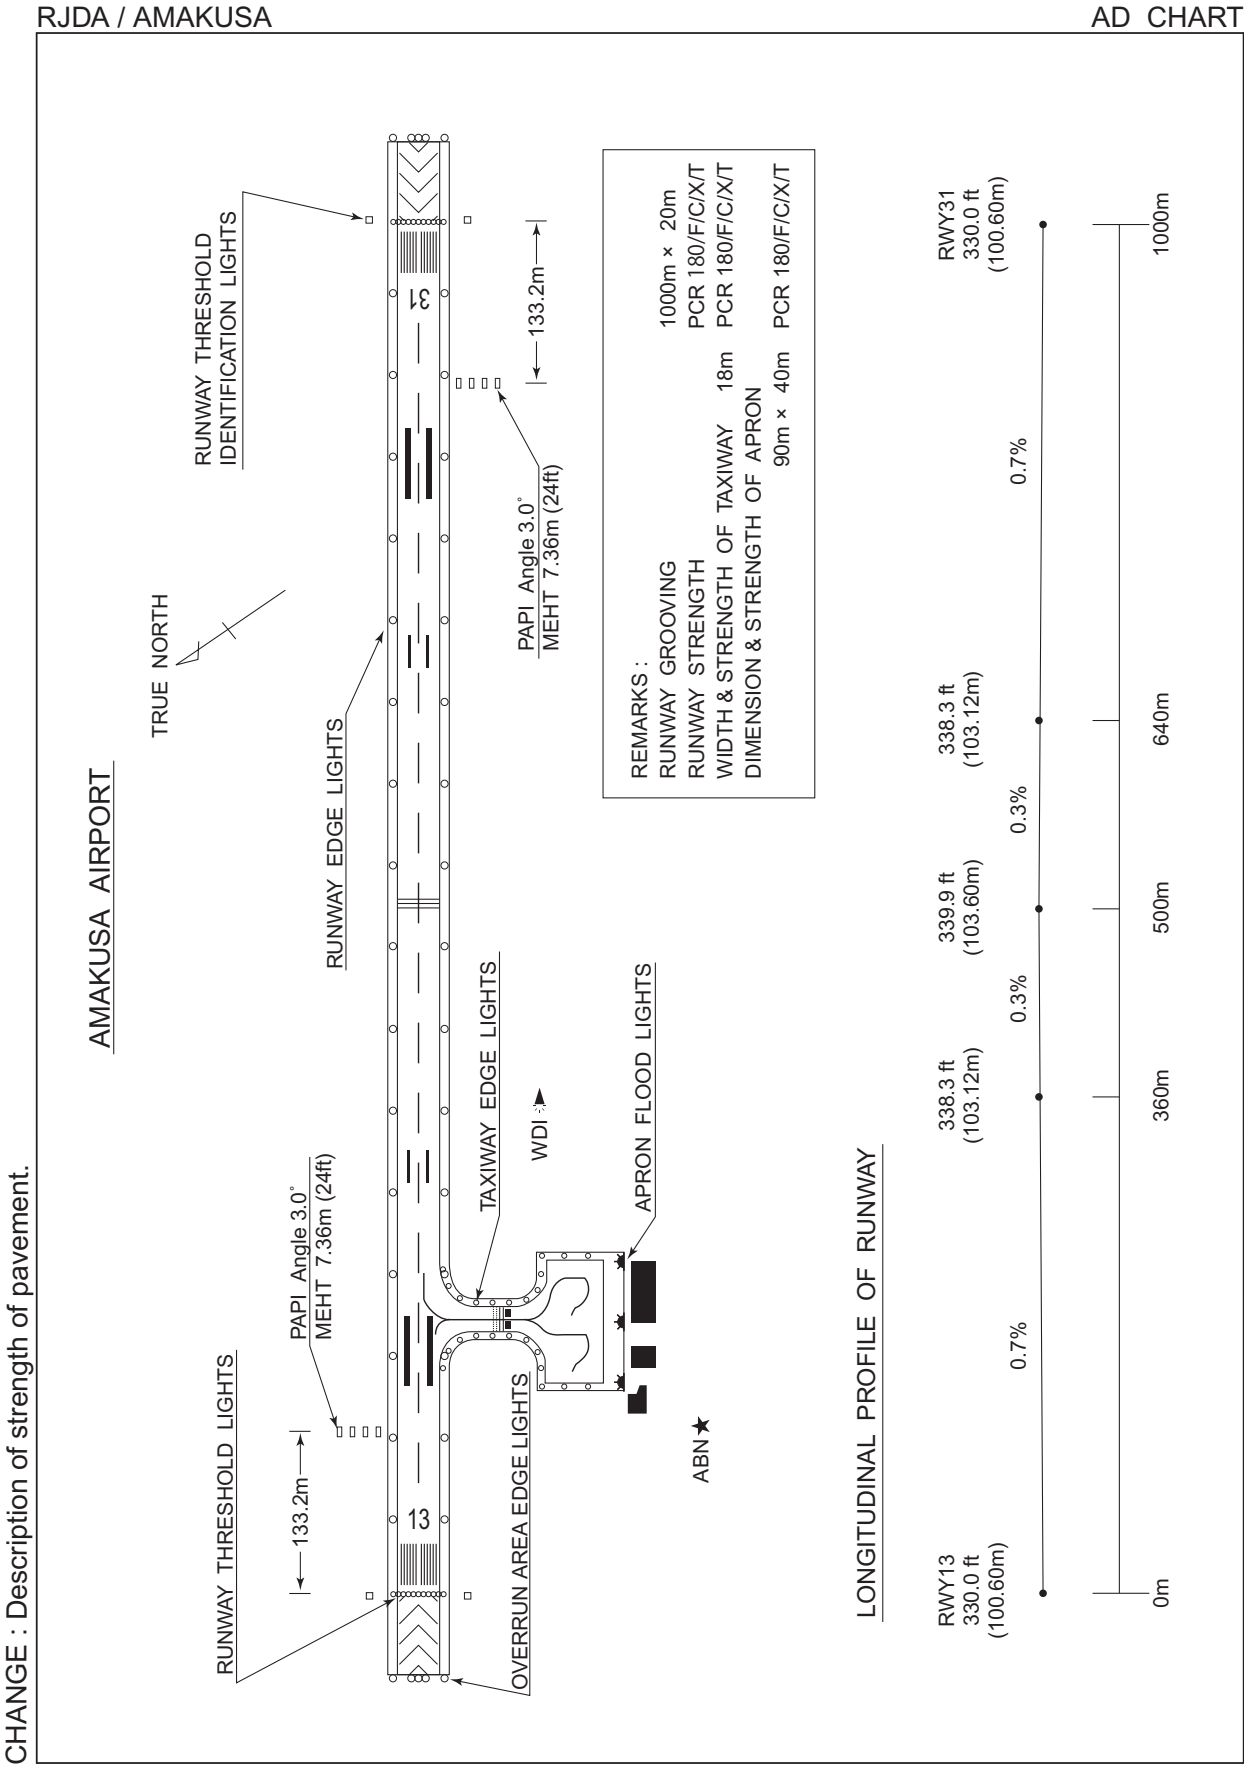 RJDA / AMAKUSA
AD CHART
CHANGE : Description of strength of pavement.
AMAKUSA AIRPORT
TRUE NORTH
RUNWAY THRESHOLD
IDENTIFICATION LIGHTS
RUNWAY EDGE LIGHTS
PAPI Angle 3.0°
MEHT 7.36m (24ft)
RUNWAY THRESHOLD LIGHTS
133.2m
13
31
133.2m
PAPI Angle 3.0°
MEHT 7.36m (24ft)
TAXIWAY EDGE LIGHTS
WDI
OVERRUN AREA EDGE LIGHTS
APRON FLOOD LIGHTS
ABN
REMARKS :
RUNWAY GROOVING 1000m × 20m
RUNWAY STRENGTH PCR 180/F/C/X/T
WIDTH & STRENGTH OF TAXIWAY 18m PCR 180/F/C/X/T
DIMENSION & STRENGTH OF APRON
90m × 40m PCR 180/F/C/X/T
LONGITUDINAL PROFILE OF RUNWAY
RWY13
330.0 ft
(100.60m)
338.3 ft
(103.12m)
339.9 ft
(103.60m)
338.3 ft
(103.12m)
RWY31
330.0 ft
(100.60m)
0.7%
0.3%
0.3%
0.7%
0m
360m
500m
640m
1000m